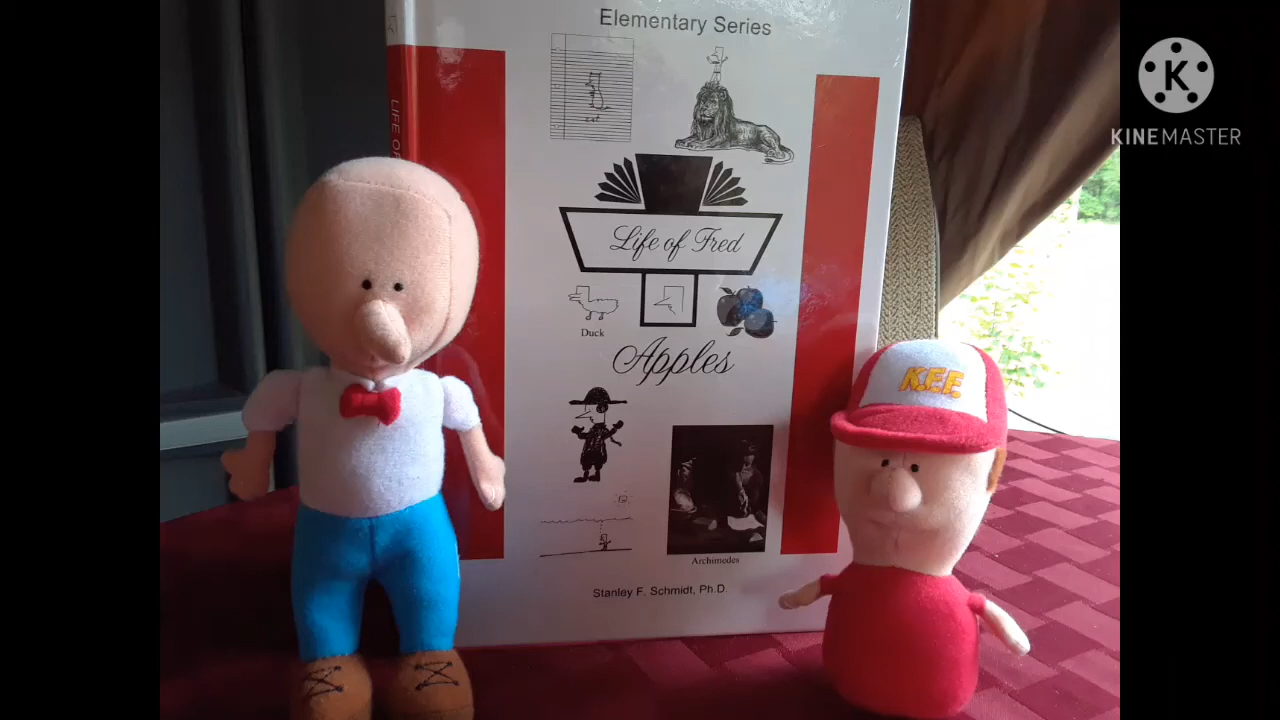 Elementary Series
cat
LIFE OF
Life of Fred
Duck
Apples
Archimedes
Stanley F. Schmidt, Ph.D.
K.F.F.
K
KINEMASTER